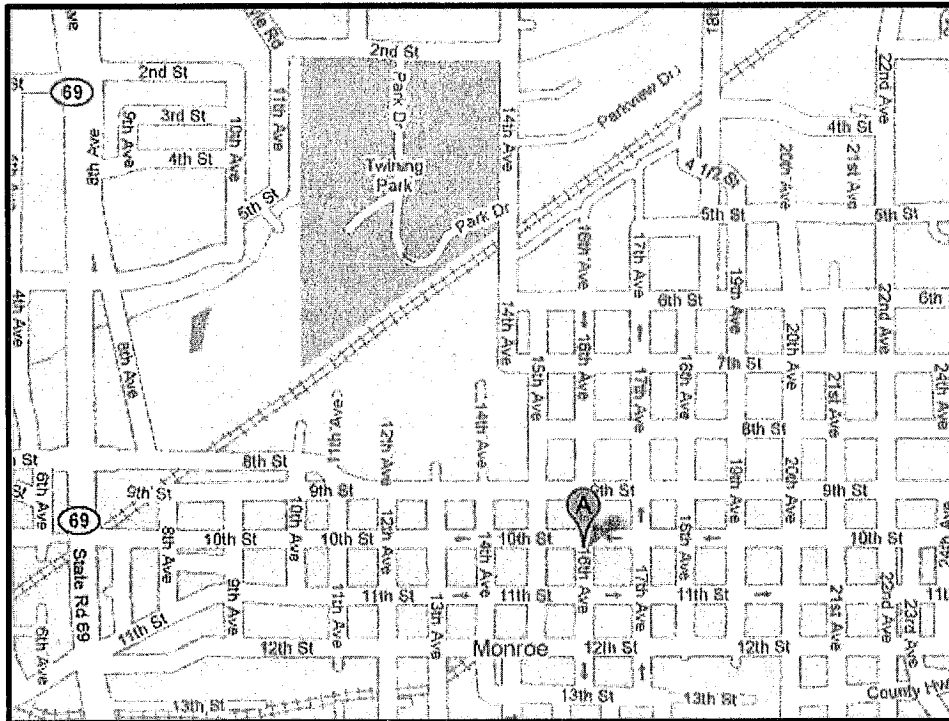 2nd St
22nd Ave
2nd St
Park Dr
69
3rd St
11th Ave
14th Ave
Parkview Dr
9th Ave
10th Ave
4th St
4th St
8th Ave
Twining
Park
20th Ave
21st Ave
4 1/2 St
5th St
Park Dr
5th St
5th St
16th Ave
17th Ave
19th Ave
4th Ave
6th St
22nd Ave
6th
14th Ave
8th Ave
16th Ave
20th Ave
15th Ave
17th Ave
18th Ave
7th St
21st Ave
24th Ave
12th Ave
14th Ave
8th St
8th St
6th Ave
9th St
9th St
10th Ave
19th Ave
20th Ave
9th St
A
69
8th Ave
10th St
10th St
12th Ave
14th Ave
10th St
16th Ave
17th Ave
10th St
State Rd 69
9th Ave
11th Ave
11th St
13th Ave
11th St
11th St
21st Ave
22nd Ave
23rd Ave
11th St
6th Ave
12th St
Monroe
12th St
12th St
13th St
13th St
13th St
County Hwy